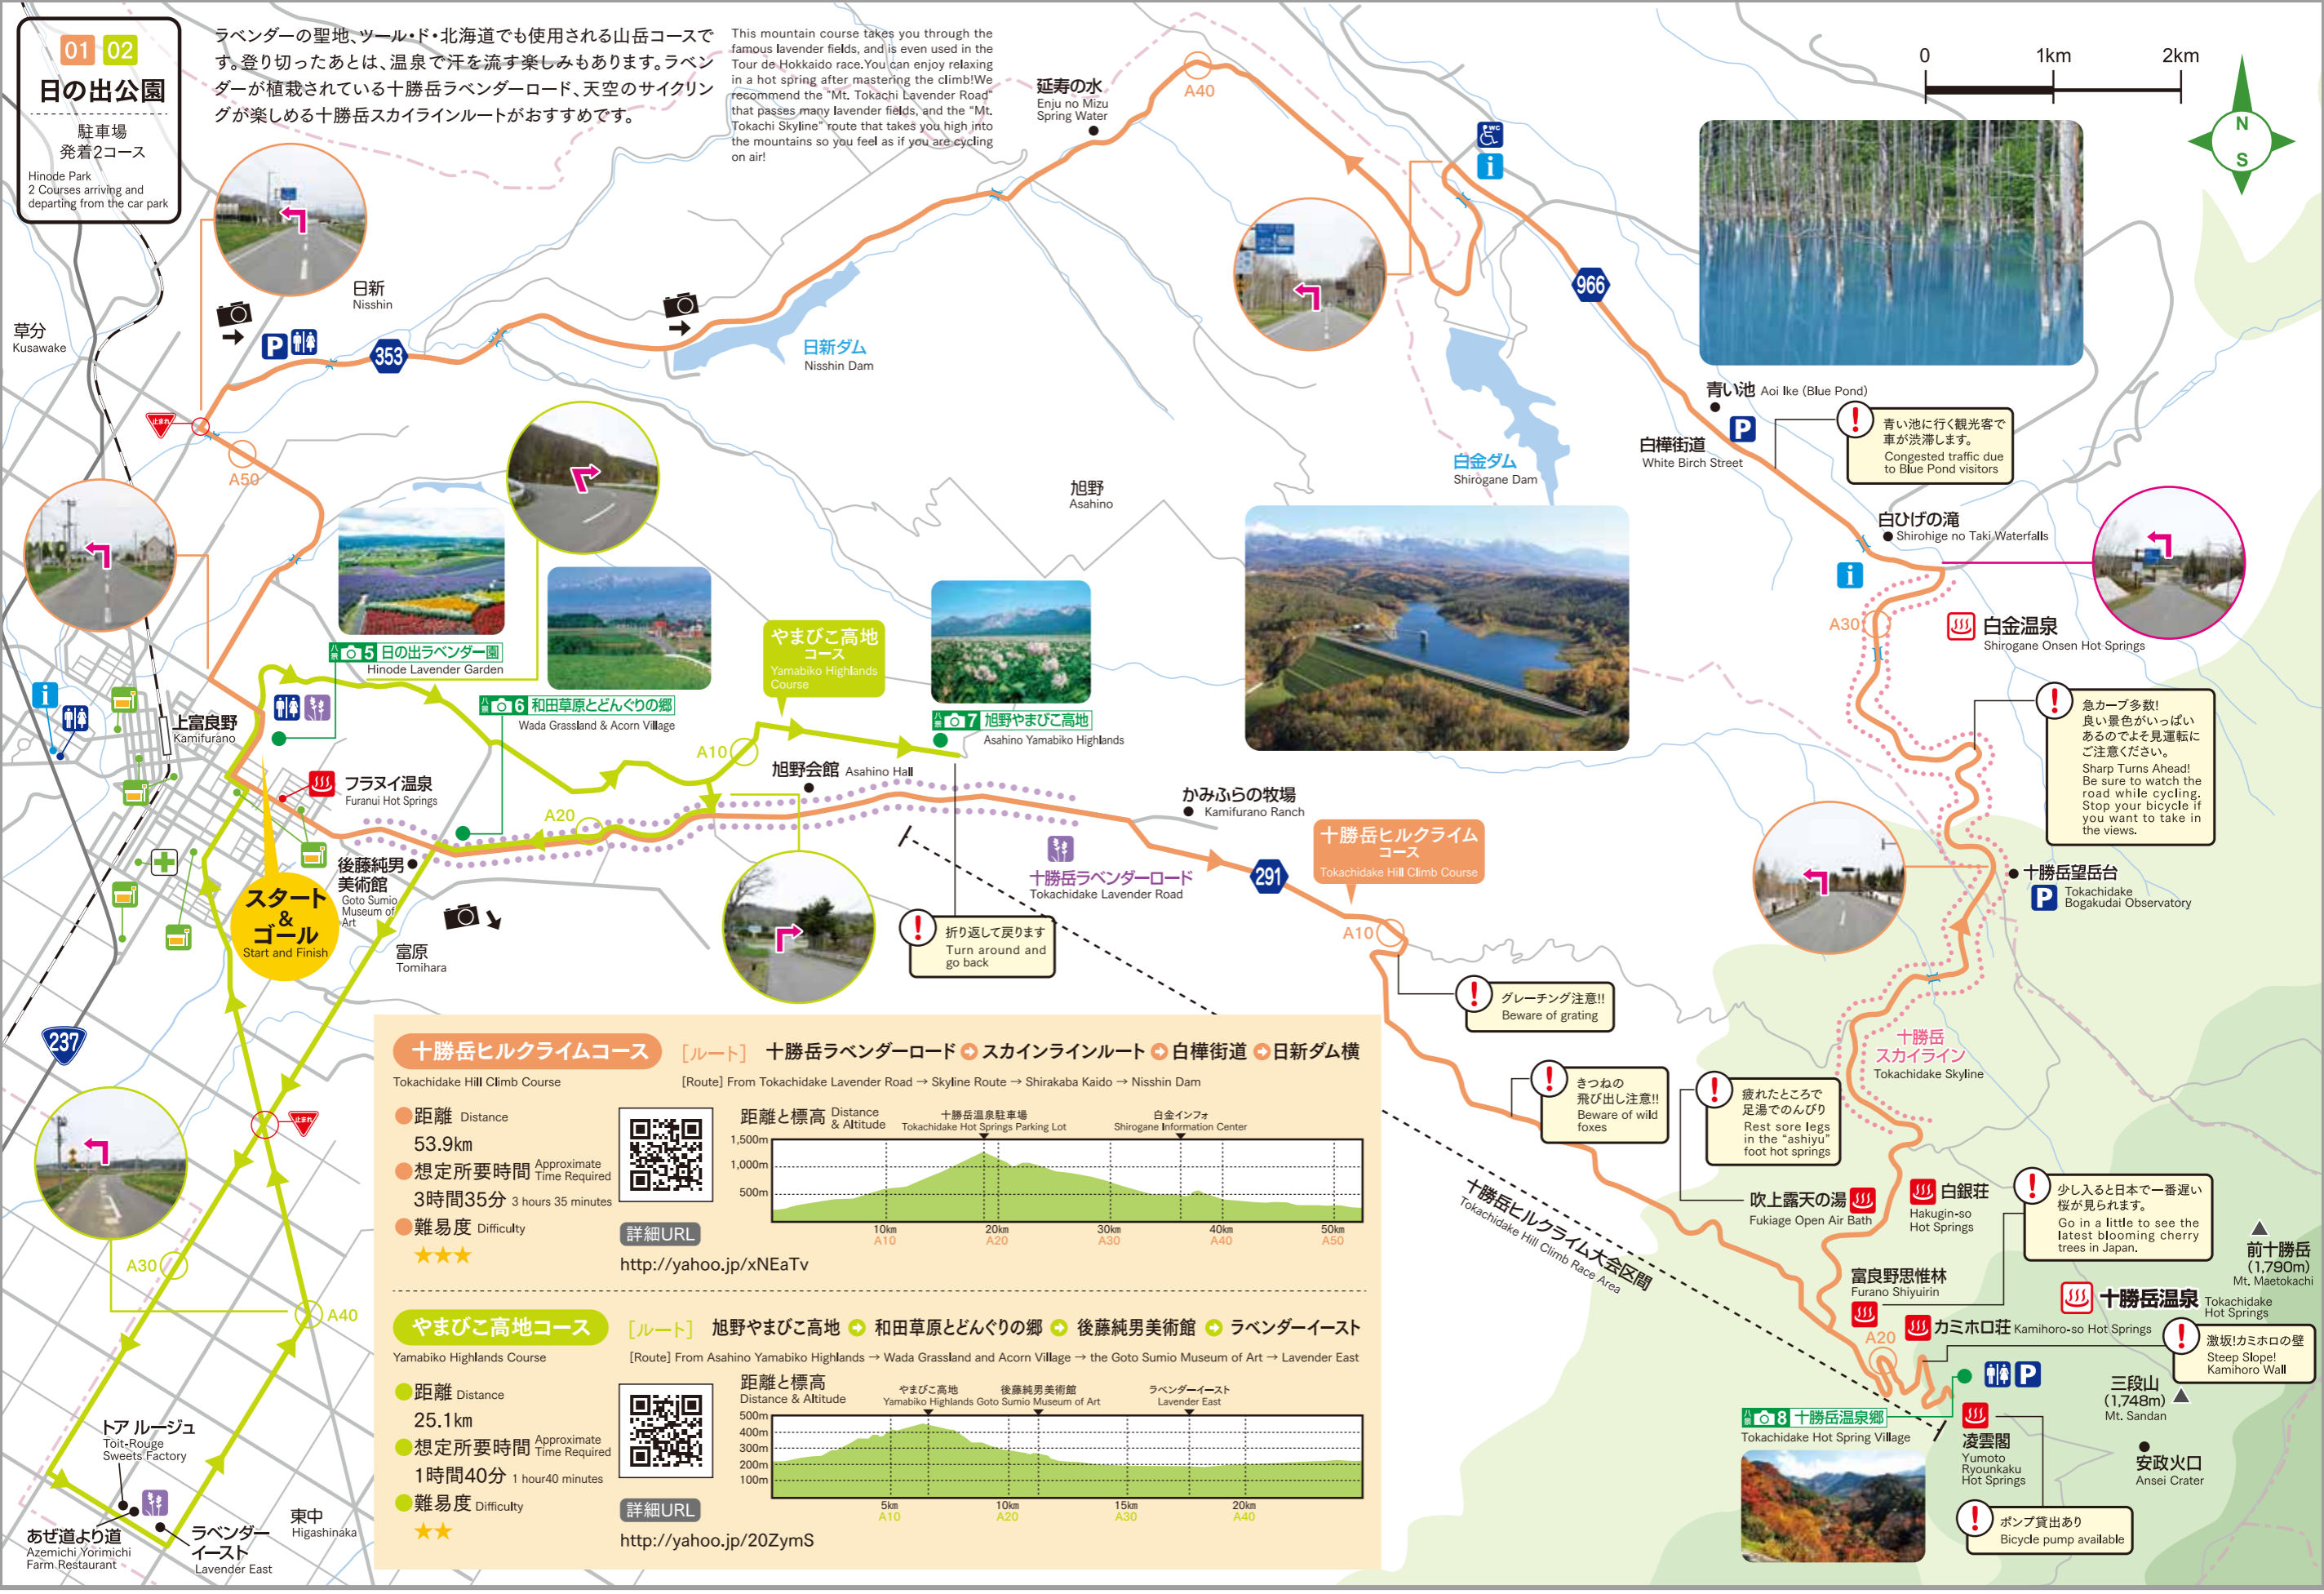 01 02
日の出公園
駐車場
発着2コース
Hinode Park
2 Courses arriving and
departing from the car park
ラベンダーの聖地、ツール・ド・北海道でも使用される山岳コースで
す。登り切ったあとは、温泉で汗を流す楽しみもあります。ラベン
ダーが植栽されている十勝岳ラベンダーロード、天空のサイクリン
グが楽しめる十勝岳スカイラインルートがおすすめです。
This mountain course takes you through the
famous lavender fields, and is even used in the
Tour de Hokkaido race.You can enjoy relaxing
in a hot spring after mastering the climb!We
recommend the "Mt. Tokachi Lavender Road"
that passes many lavender fields, and the "Mt.
Tokachi Skyline" route that takes you high into
the mountains so you feel as if you are cycling
on air!
延寿の水
Enju no Mizu
Spring Water
A40
WC
0 1km 2km
N
S
966
日新
Nisshin
草分
Kusawake
P
353
日新ダム
Nisshin Dam
止まれ
A50
青い池 Aoi Ike (Blue Pond)
P
白樺街道
White Birch Street
青い池に行く観光客で
車が渋滞します。
Congested traffic due
to Blue Pond visitors
白金ダム
Shirogane Dam
旭野
Asahino
白ひげの滝
Shirohige no Taki Waterfalls
A30
白金温泉
Shirogane Onsen Hot Springs
八景 5 日の出ラベンダー園
Hinode Lavender Garden
八景 6 和田草原とどんぐりの郷
Wada Grassland & Acorn Village
やまびこ高地
コース
Yamabiko Highlands
Course
八景 7 旭野やまびこ高地
Asahino Yamabiko Highlands
急カーブ多数!
良い景色がいっぱい
あるのでよそ見運転に
ご注意ください。
Sharp Turns Ahead!
Be sure to watch the
road while cycling.
Stop your bicycle if
you want to take in
the views.
上富良野
Kamifurano
A10
旭野会館 Asahino Hall
フラヌイ温泉
Furanui Hot Springs
A20
かみふらの牧場
Kamifurano Ranch
十勝岳ヒルクライム
コース
Tokachidake Hill Climb Course
後藤純男
美術館
Goto Sumio
Museum of
Art
十勝岳ラベンダーロード
Tokachidake Lavender Road
291
十勝岳望岳台
P
Tokachidake
Bogakudai Observatory
スタート
&
ゴール
Start and Finish
富原
Tomihara
折り返して戻ります
Turn around and
go back
A10
グレーチング注意!!
Beware of grating
237
十勝岳
スカイライン
Tokachidake Skyline
きつねの
飛び出し注意!!
Beware of wild
foxes
疲れたところで
足湯でのんびり
Rest sore legs
in the "ashiyu"
foot hot springs
止まれ
十勝岳ヒルクライム大会区間
Tokachidake Hill Climb Race Area
吹上露天の湯
Fukiage Open Air Bath
白銀荘
Hakugin-so
Hot Springs
少し入ると日本で一番遅い
桜が見られます。
Go in a little to see the
latest blooming cherry
trees in Japan.
前十勝岳
(1,790m)
Mt. Maetokachi
富良野思惟林
Furano Shiyuirin
十勝岳温泉 Tokachidake
Hot Springs
カミホロ荘 Kamihoro-so Hot Springs
A20
激坂!カミホロの壁
Steep Slope!
Kamihoro Wall
P
三段山
(1,748m)
Mt. Sandan
八景 8 十勝岳温泉郷
Tokachidake Hot Spring Village
凌雲閣
Yumoto
Ryounkaku
Hot Springs
安政火口
Ansei Crater
ポンプ貸出あり
Bicycle pump available
A30
A40
トア ルージュ
Toit-Rouge
Sweets Factory
あぜ道より道
Azemichi Yorimichi
Farm Restaurant
ラベンダー
イースト
Lavender East
東中
Higashinaka
十勝岳ヒルクライムコース
Tokachidake Hill Climb Course
[ルート] 十勝岳ラベンダーロード スカインラインルート 白樺街道 日新ダム横
[Route] From Tokachidake Lavender Road → Skyline Route → Shirakaba Kaido → Nisshin Dam
距離 Distance
53.9km
想定所要時間 Approximate
Time Required
3時間35分 3 hours 35 minutes
難易度 Difficulty
★★★
詳細URL
http://yahoo.jp/xNEaTv
距離と標高 Distance
& Altitude
十勝岳温泉駐車場
Tokachidake Hot Springs Parking Lot
白金インフォ
Shirogane Information Center
1,500m
1,000m
500m
10km 20km 30km 40km 50km
A10 A20 A30 A40 A50
やまびこ高地コース
Yamabiko Highlands Course
[ルート] 旭野やまびこ高地 和田草原とどんぐりの郷 後藤純男美術館 ラベンダーイースト
[Route] From Asahino Yamabiko Highlands → Wada Grassland and Acorn Village → the Goto Sumio Museum of Art → Lavender East
距離 Distance
25.1km
想定所要時間 Approximate
Time Required
1時間40分 1 hour40 minutes
難易度 Difficulty
★★
詳細URL
http://yahoo.jp/20ZymS
距離と標高
Distance & Altitude
やまびこ高地
Yamabiko Highlands
後藤純男美術館
Goto Sumio Museum of Art
ラベンダーイースト
Lavender East
500m
400m
300m
200m
100m
5km 10km 15km 20km
A10 A20 A30 A40